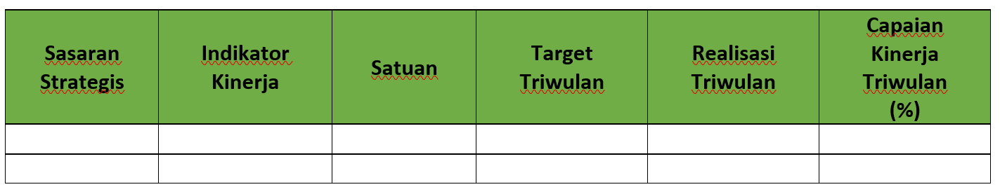 Sasaran
Strategis
Indikator
Kinerja
Satuan
Target
Triwulan
Realisasi
Triwulan
Capaian
Kinerja
Triwulan
(%)